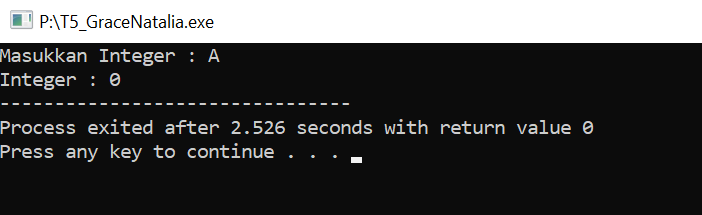 P:\T5_GraceNatalia.exe
Masukkan Integer : A
Integer : 0
--------------------------------
Process exited after 2.526 seconds with return value 0
Press any key to continue . . .